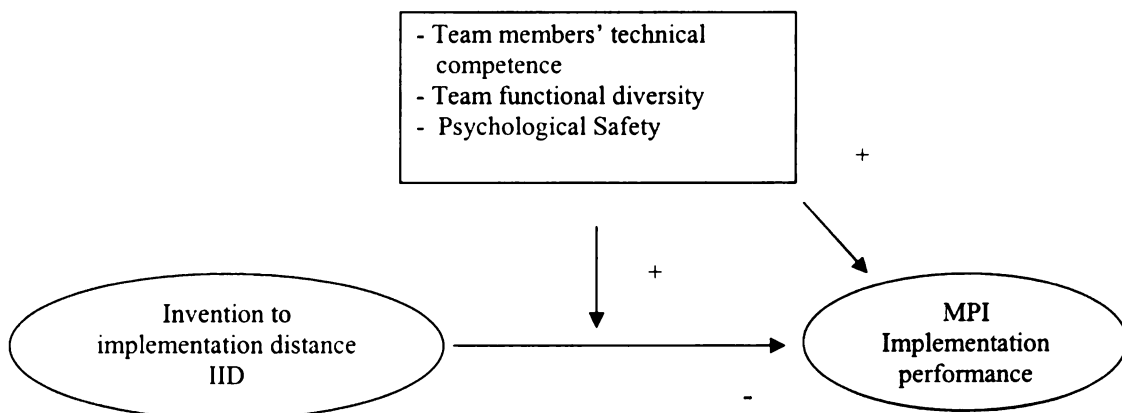 - Team members' technical
competence
- Team functional diversity
- Psychological Safety
+
+
Invention to
implementation distance
IID
MPI
Implementation
performance
-